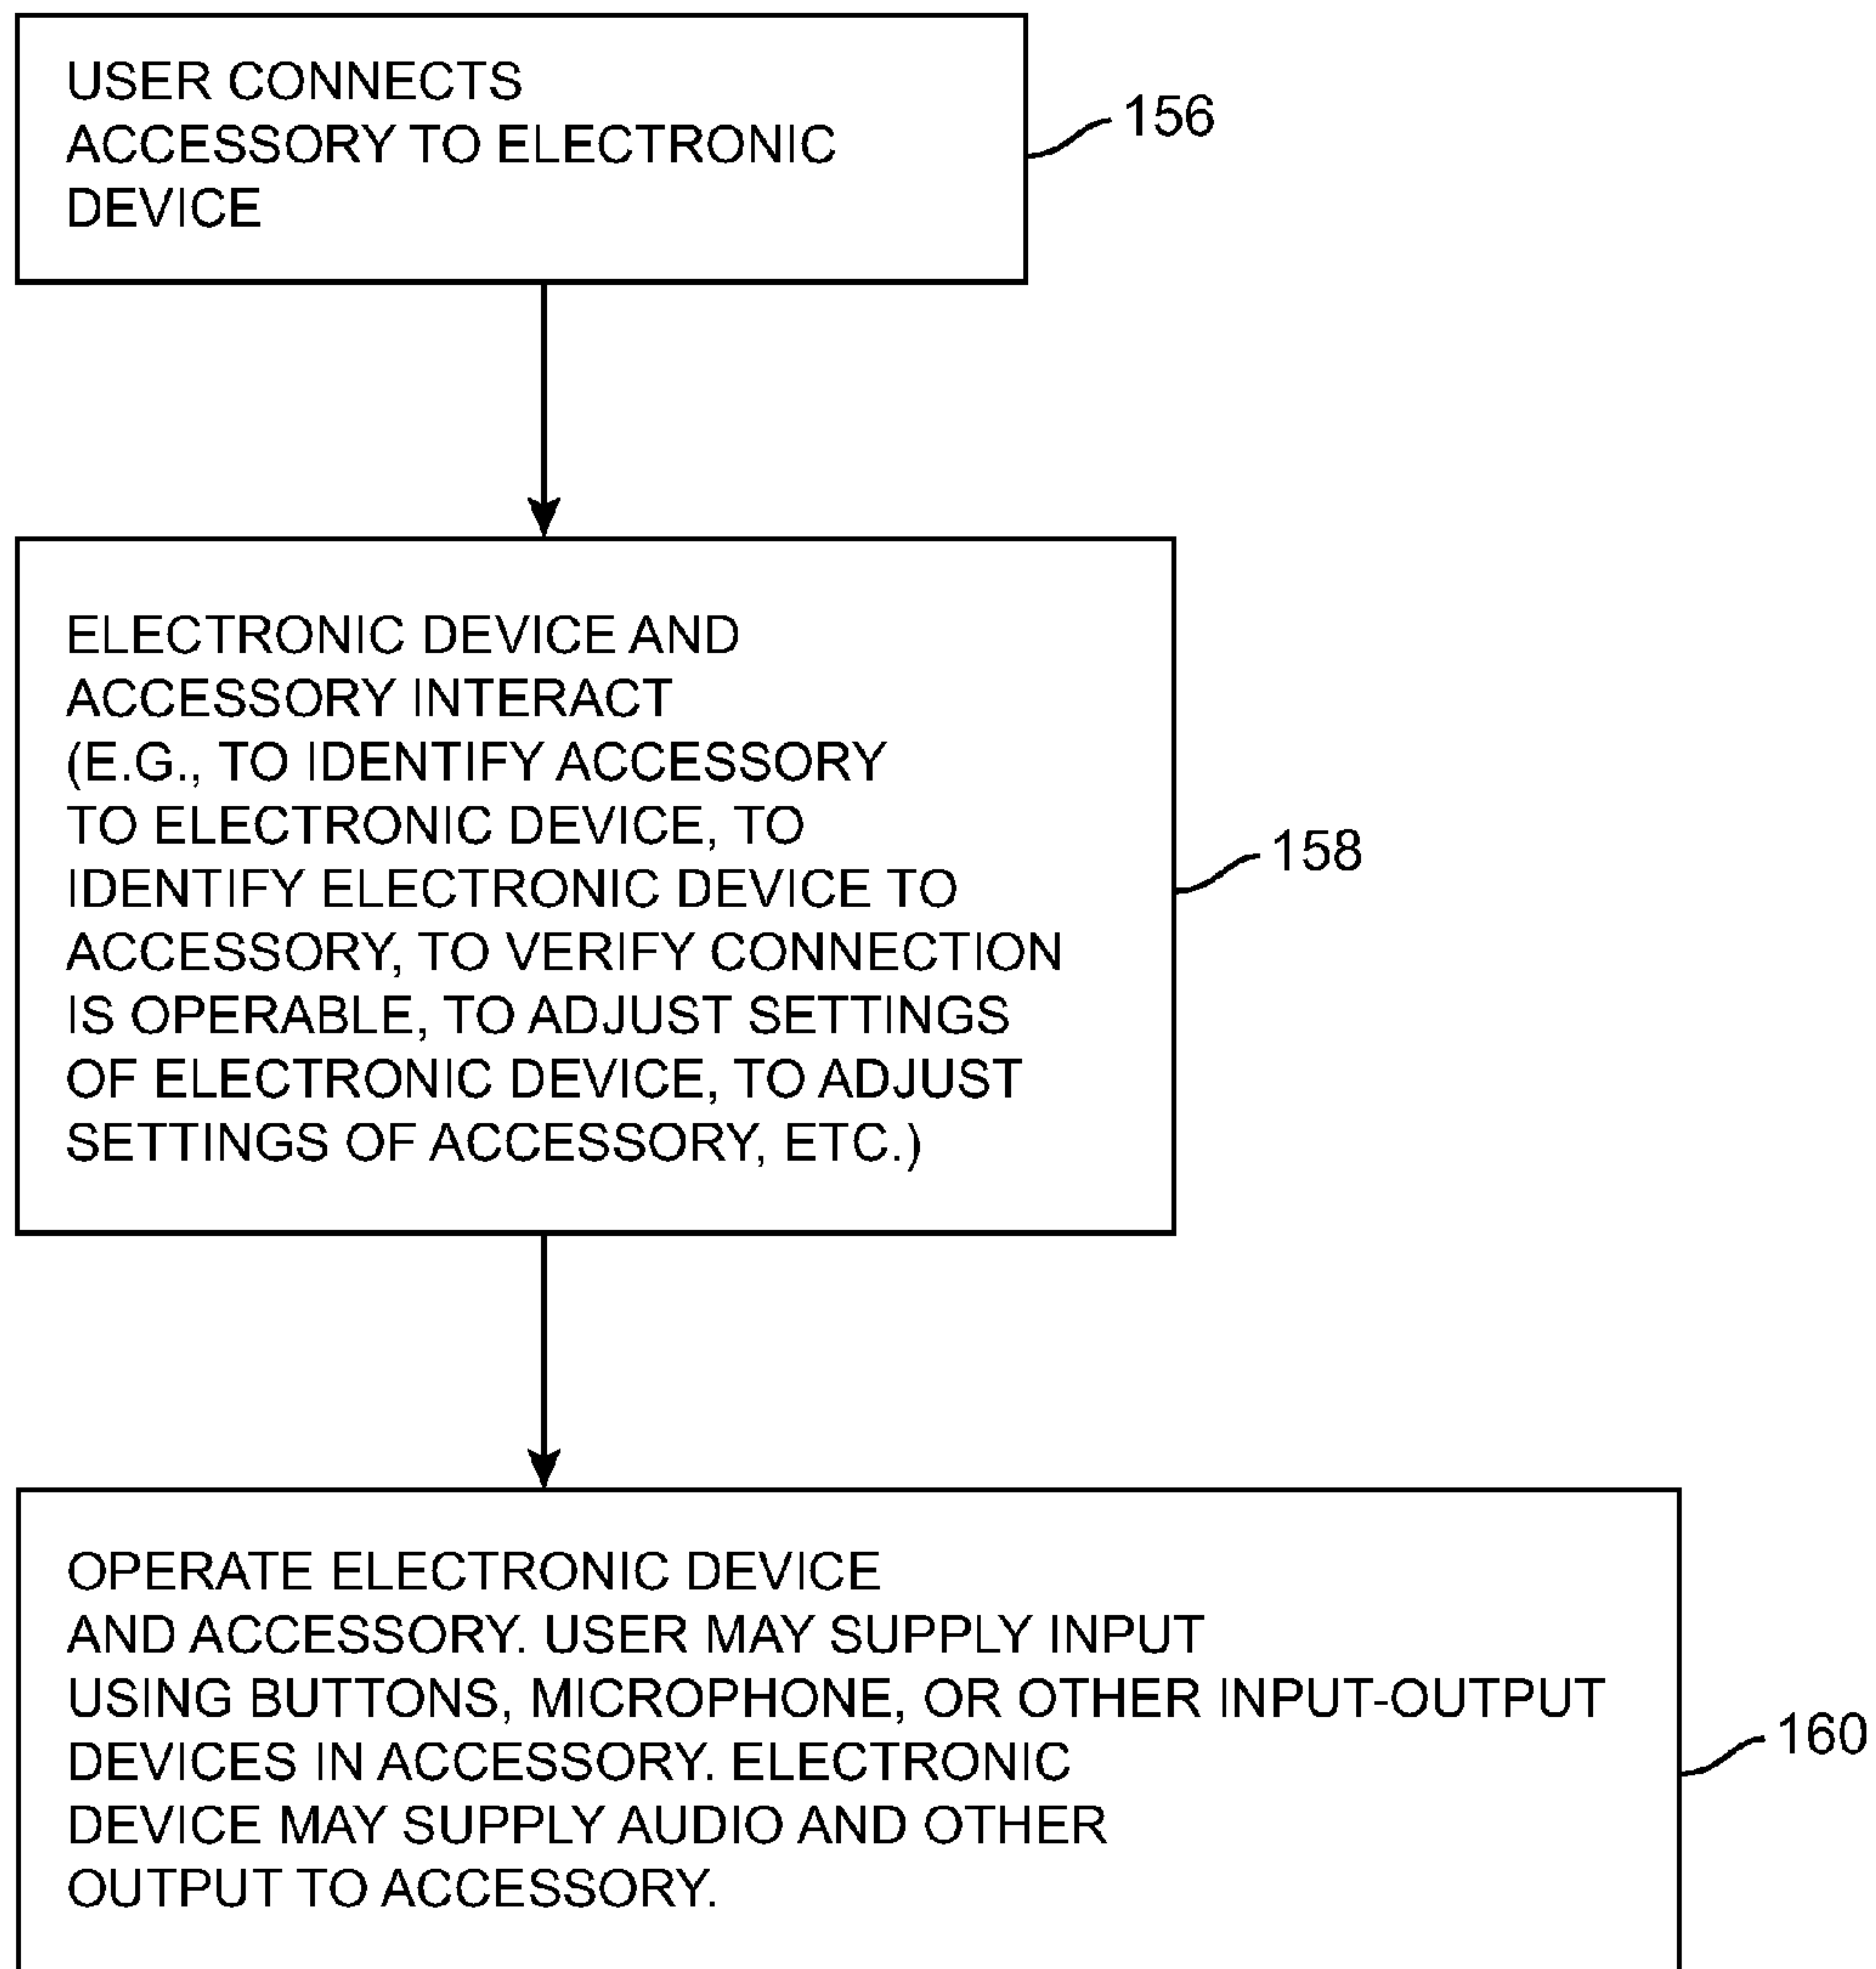 USER CONNECTS
ACCESSORY TO ELECTRONIC
DEVICE
156
ELECTRONIC DEVICE AND
ACCESSORY INTERACT
(E.G., TO IDENTIFY ACCESSORY
TO ELECTRONIC DEVICE, TO
IDENTIFY ELECTRONIC DEVICE TO
ACCESSORY, TO VERIFY CONNECTION
IS OPERABLE, TO ADJUST SETTINGS
OF ELECTRONIC DEVICE, TO ADJUST
SETTINGS OF ACCESSORY, ETC.)
158
OPERATE ELECTRONIC DEVICE
AND ACCESSORY. USER MAY SUPPLY INPUT
USING BUTTONS, MICROPHONE, OR OTHER INPUT-OUTPUT
DEVICES IN ACCESSORY. ELECTRONIC
DEVICE MAY SUPPLY AUDIO AND OTHER
OUTPUT TO ACCESSORY.
160